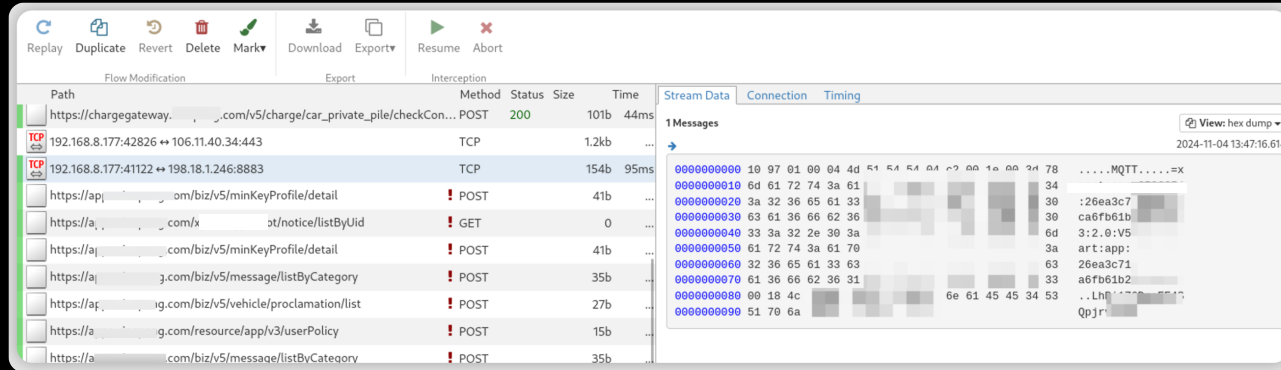 Replay Duplicate Revert Delete Mark▾ Download Export▾ Resume Abort
Flow Modification Export Interception
Path Method Status Size Time
https://chargegateway. .com/v5/charge/car_private_pile/checkCon... POST 200 101b 44ms
192.168.8.177:42826 ↔ 106.11.40.34:443 TCP 1.2kb ...
192.168.8.177:41122 ↔ 198.18.1.246:8883 TCP 154b 95ms
https://app .com/biz/v5/minKeyProfile/detail ! POST 41b ...
https://a .com/x ot/notice/listByUid ! GET 0 ...
https://a .com/biz/v5/minKeyProfile/detail ! POST 41b ...
https://ap g.com/biz/v5/message/listByCategory ! POST 35b ...
https://ap ng.com/biz/v5/vehicle/proclamation/list ! POST 27b ...
https://a g.com/resource/app/v3/userPolicy ! POST 15b ...
https://a .com/biz/v5/message/listByCategory ! POST 35b ...
Stream Data Connection Timing
1 Messages View: hex dump ▾
2024-11-04 13:47:16.61
0000000000 10 97 01 00 04 4d 51 54 54 04 c2 00 1e 00 3d 78 .....MQTT.....=x
0000000010 6d 61 72 74 3a 61 34
0000000020 3a 32 36 65 61 33 30 :26ea3c7
0000000030 63 61 36 66 62 36 30 ca6fb61b
0000000040 33 3a 32 2e 30 3a 6d 3:2.0:V5
0000000050 61 72 74 3a 61 70 3a art:app:
0000000060 32 36 65 61 33 63 63 26ea3c71
0000000070 61 36 66 62 36 31 33 a6fb61b2
0000000080 00 18 4c 6e 61 45 45 34 53 ..Lh
0000000090 51 70 6a Qpjr